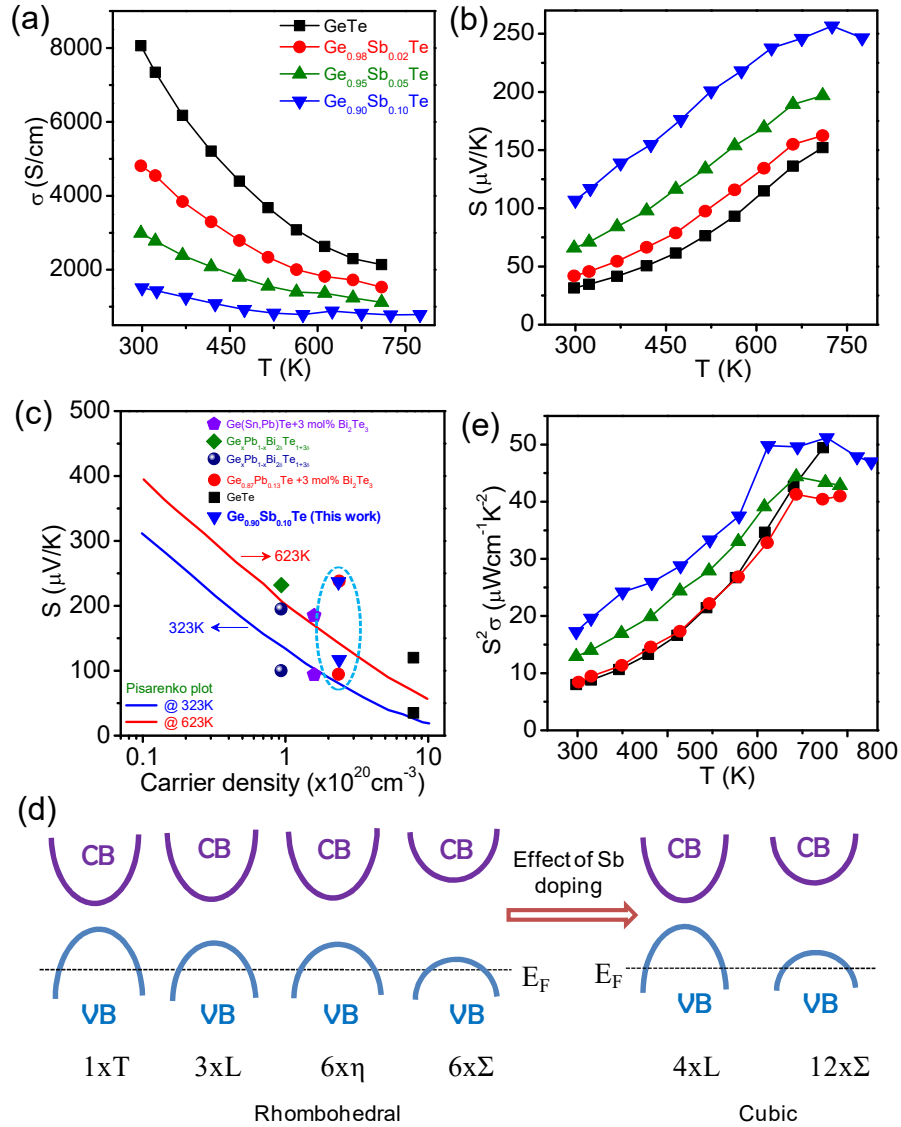 (a)
GeTe
Ge0.98Sb0.02Te
Ge0.95Sb0.05Te
Ge0.90Sb0.10Te
8000
6000
4000
2000
σ (S/cm)
300 450 600 750
T (K)
(b)
250
200
150
100
50
0
S (μV/K)
300 450 600 750
T (K)
(c)
500
400
300
200
100
0
S (μV/K)
Ge(Sn,Pb)Te+3 mol% Bi2Te3
GexPb1-xBi2δTe1+3δ
GexPb1-xBi2δTe1+3δ
Ge0.87Pb0.13Te +3 mol% Bi2Te3
GeTe
Ge0.90Sb0.10Te (This work)
623K
323K
Pisarenko plot
@ 323K
@ 623K
0.1 1 10
Carrier density (x10²⁰cm⁻³)
(e)
50
40
30
20
10
0
S²σ (μWcm⁻¹K⁻²)
300 400 500 600 700 800
T (K)
(d)
CB CB CB CB
VB VB VB VB
EF
1xT 3xL 6xη 6xΣ
Rhombohedral
Effect of Sb
doping
CB CB
EF
VB VB
4xL 12xΣ
Cubic